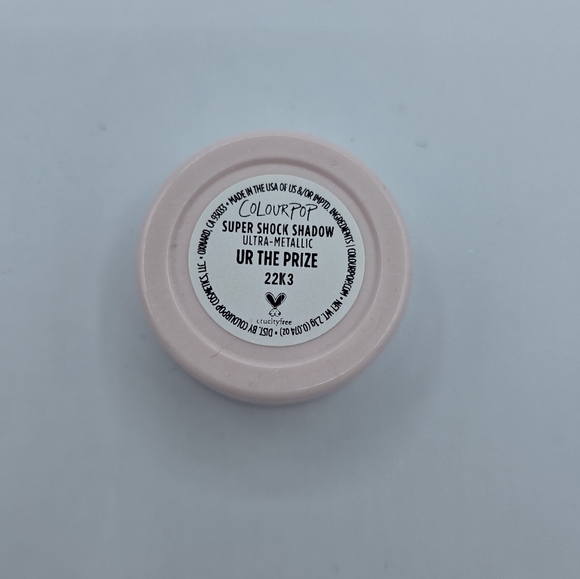 COLOURPOP
SUPER SHOCK SHADOW
ULTRA-METALLIC
UR THE PRIZE
22K3
crueltyfree
DIST. BY COLOURPOP COSMETICS, LLC • OXNARD, CA 93033 • MADE IN THE USA OF US &/OR IMPTD. INGREDIENTS | COLOURPOP.COM • NET WT. 2.1g (0.074 oz) •